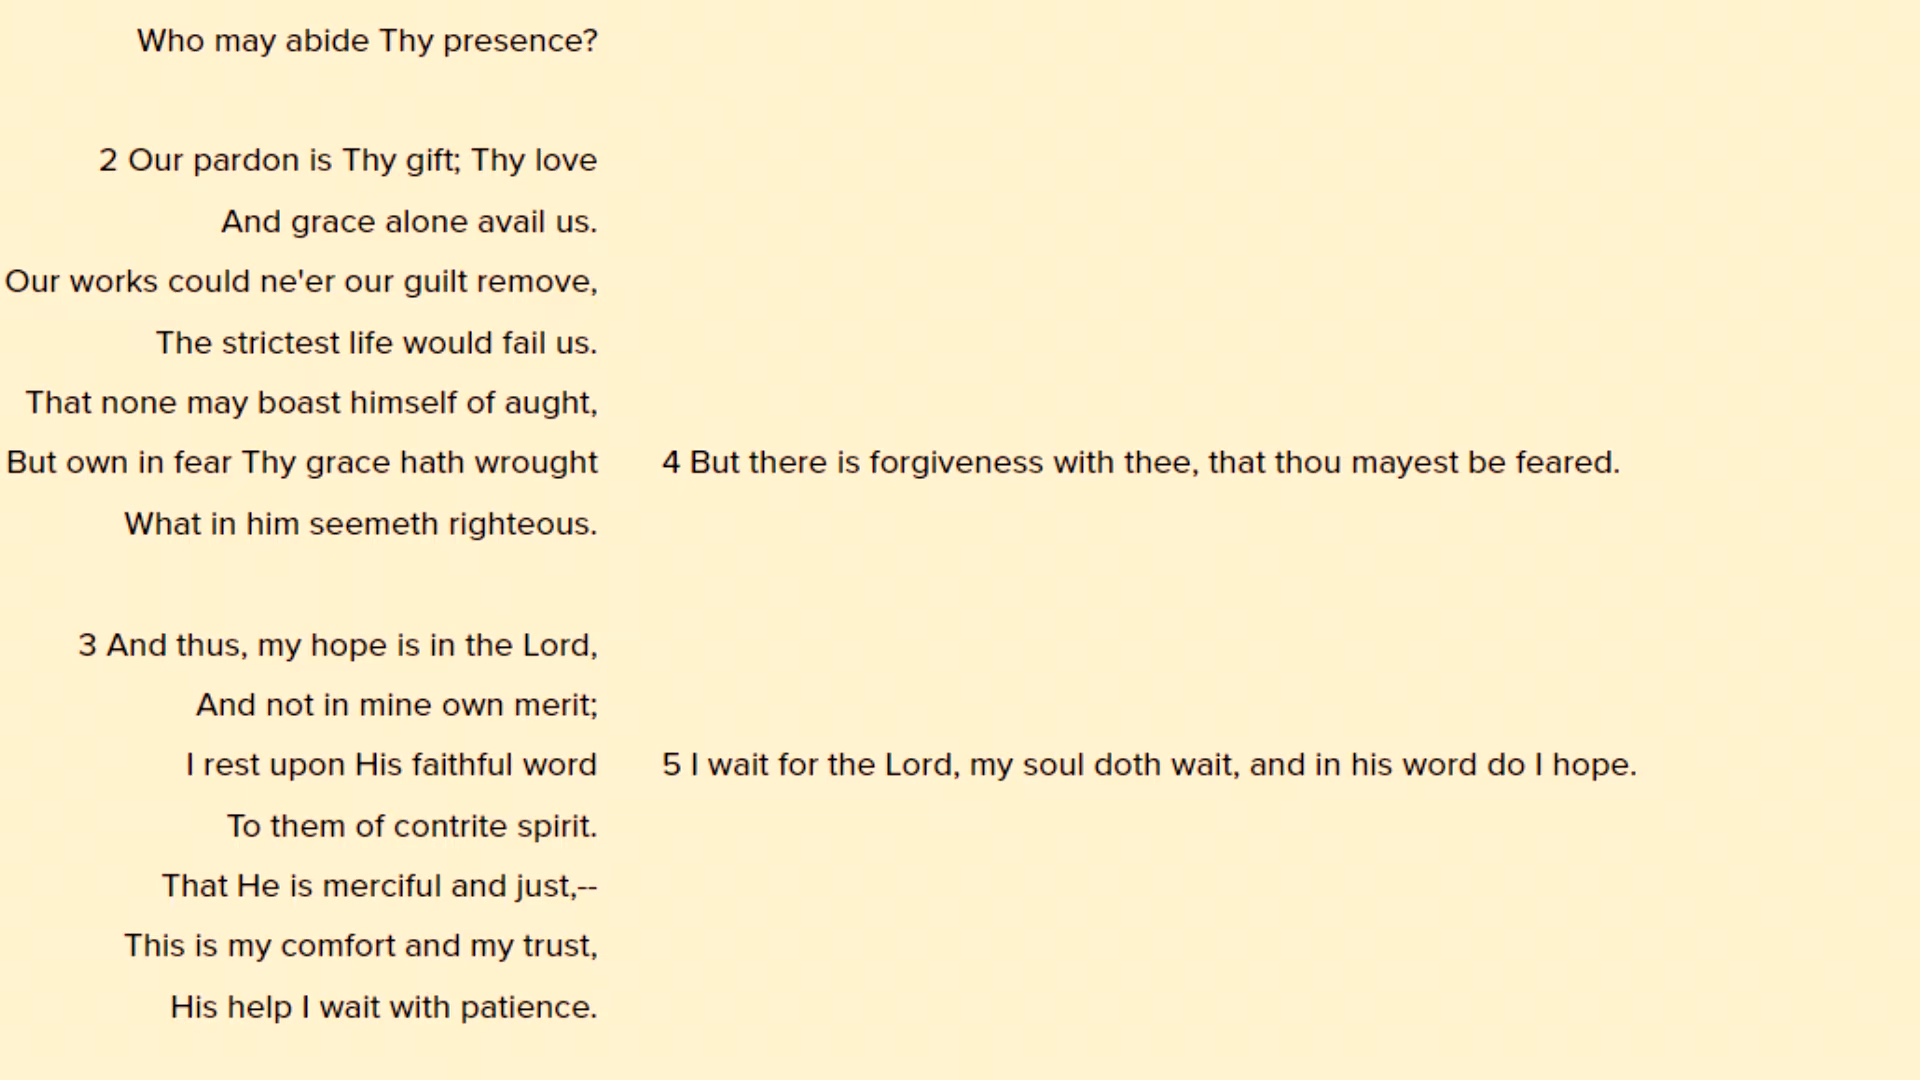 Who may abide Thy presence?
2 Our pardon is Thy gift; Thy love
And grace alone avail us.
Our works could ne'er our guilt remove,
The strictest life would fail us.
That none may boast himself of aught,
But own in fear Thy grace hath wrought
4 But there is forgiveness with thee, that thou mayest be feared.
What in him seemeth righteous.
3 And thus, my hope is in the Lord,
And not in mine own merit;
I rest upon His faithful word
5 I wait for the Lord, my soul doth wait, and in his word do I hope.
To them of contrite spirit.
That He is merciful and just,--
This is my comfort and my trust,
His help I wait with patience.